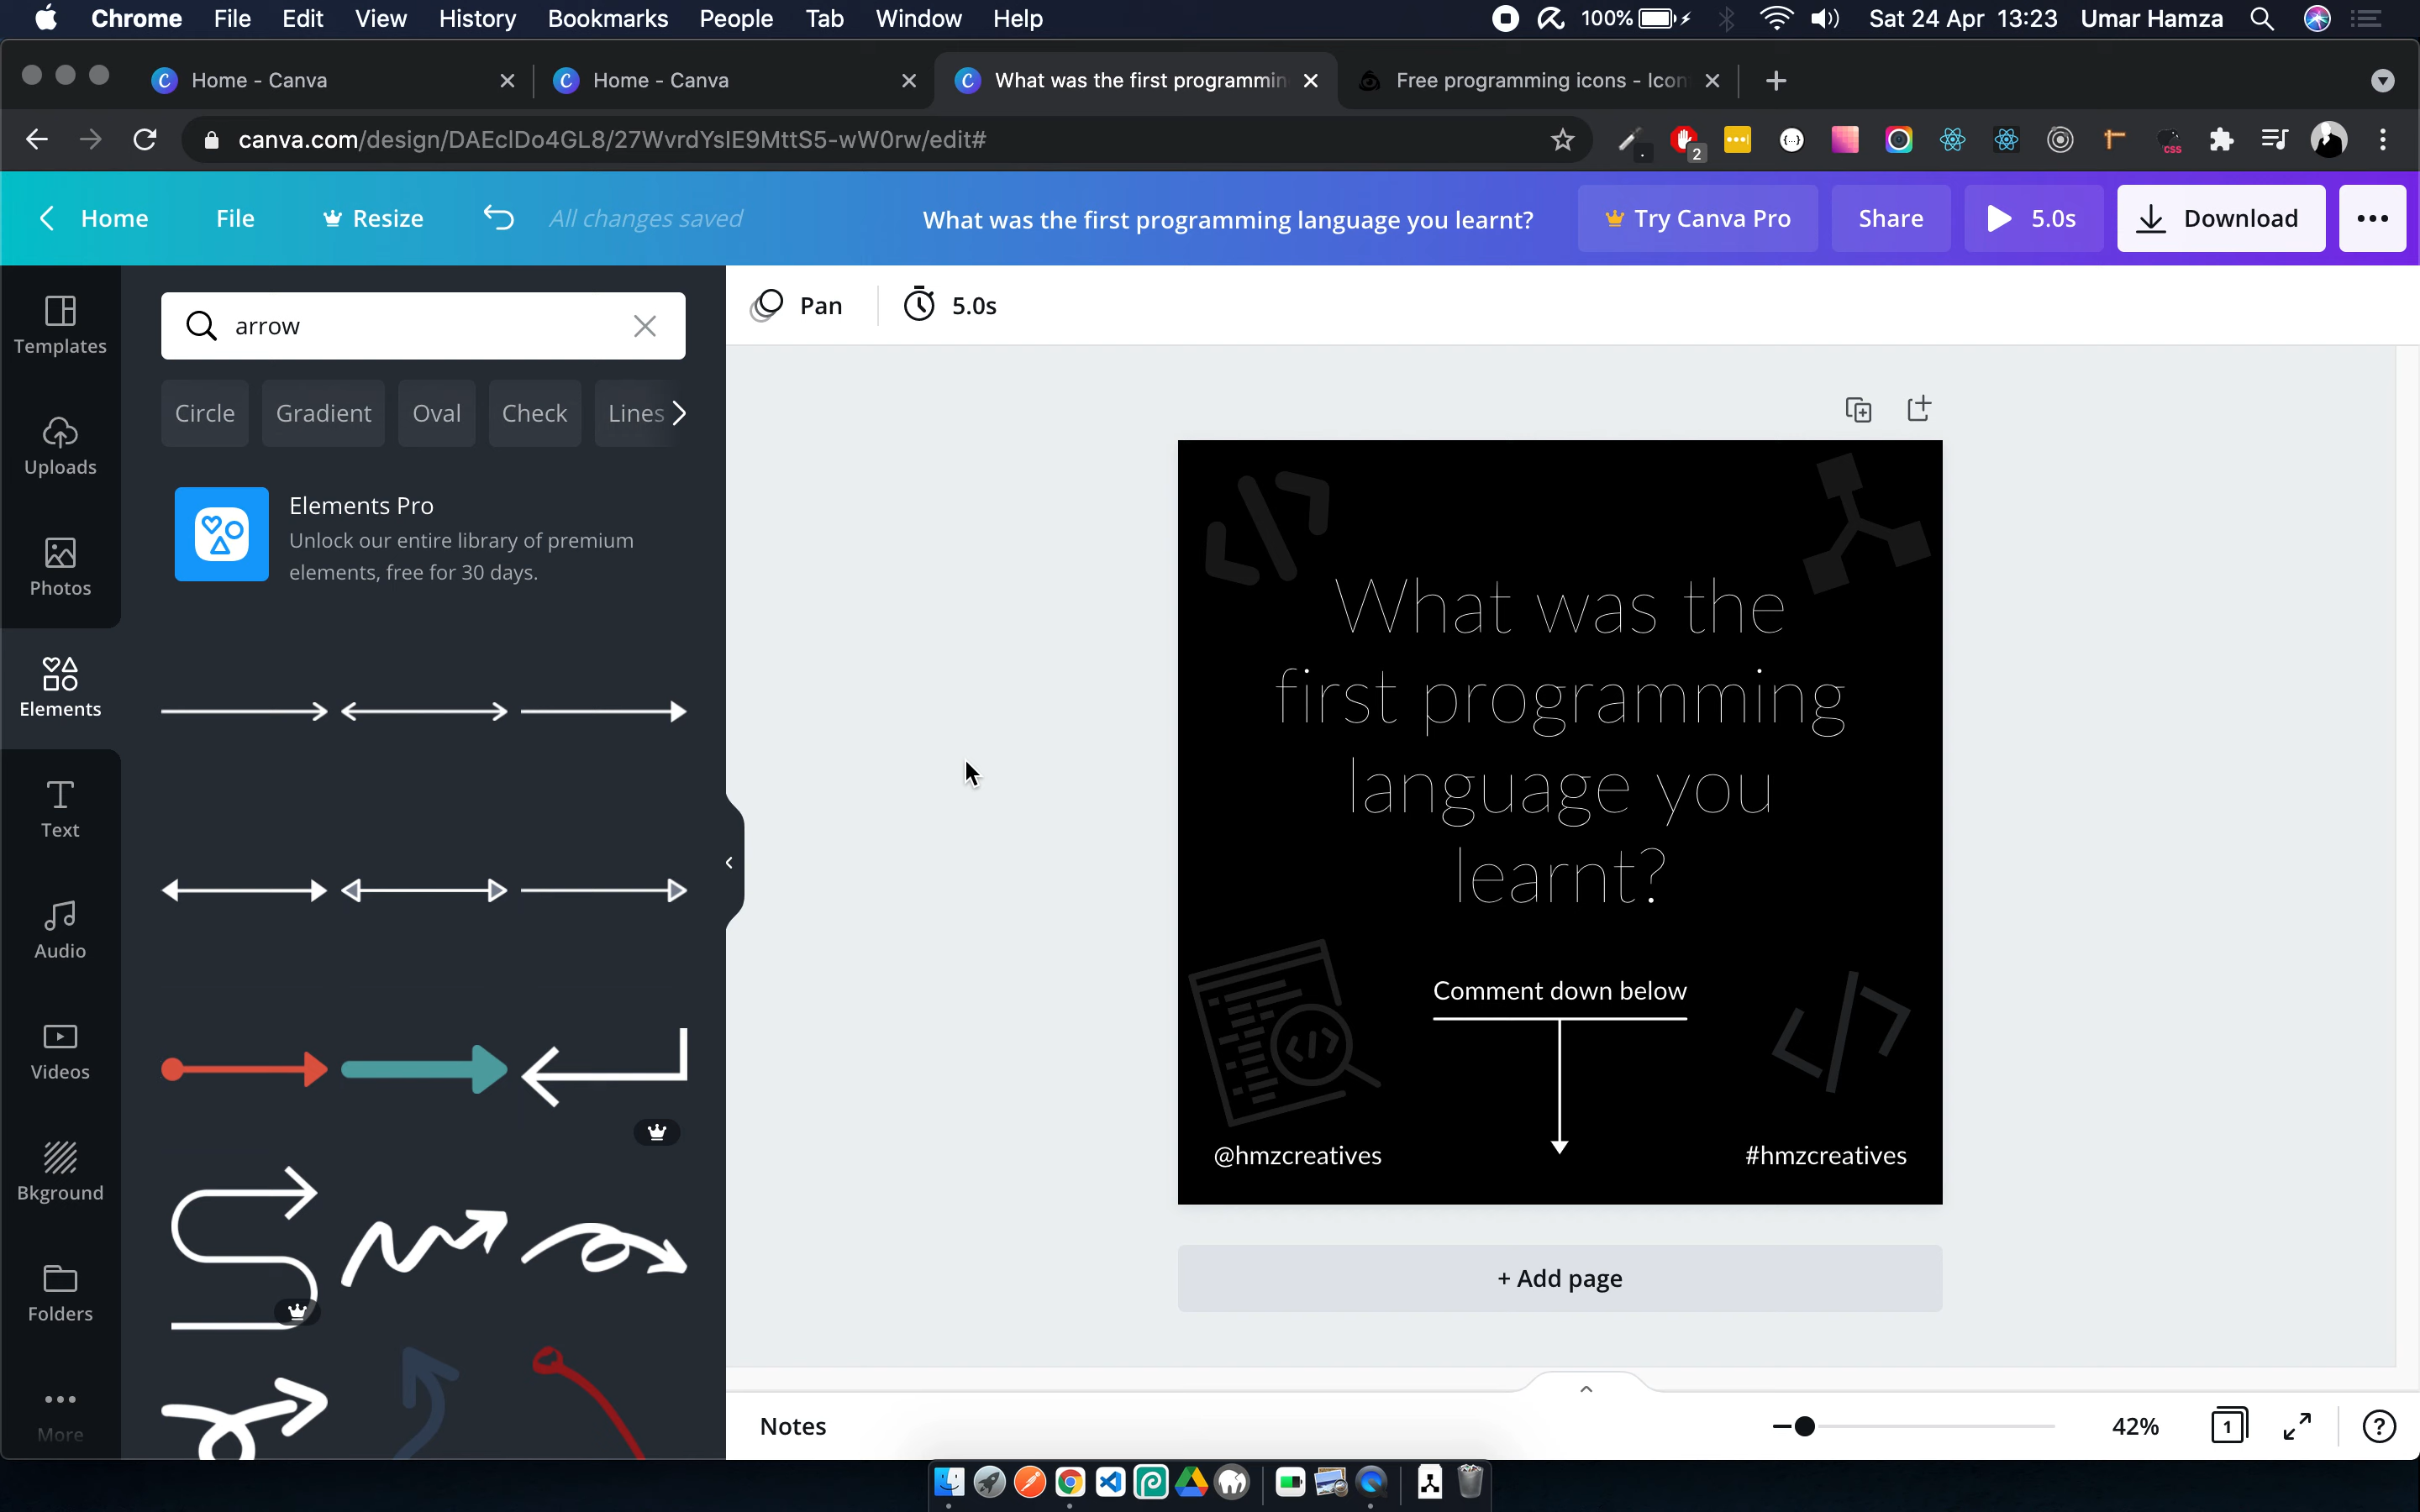 Chrome File Edit View History Bookmarks People Tab Window Help 100% Sat 24 Apr 13:23 Umar Hamza
Home - Canva Home - Canva What was the first programmin Free programming icons - Icon
canva.com/design/DAEclDo4GL8/27WvrdYslE9MttS5-wW0rw/edit# 2 css
Home File Resize All changes saved What was the first programming language you learnt? Try Canva Pro Share 5.0s Download
Templates
Uploads
Photos
Elements
Text
Audio
Videos
Bkground
Folders
More
arrow
Circle Gradient Oval Check Lines
Elements Pro
Unlock our entire library of premium
elements, free for 30 days.
Pan 5.0s
What was the
first programming
language you
learnt?
Comment down below
@hmzcreatives #hmzcreatives
+ Add page
Notes 42% 1